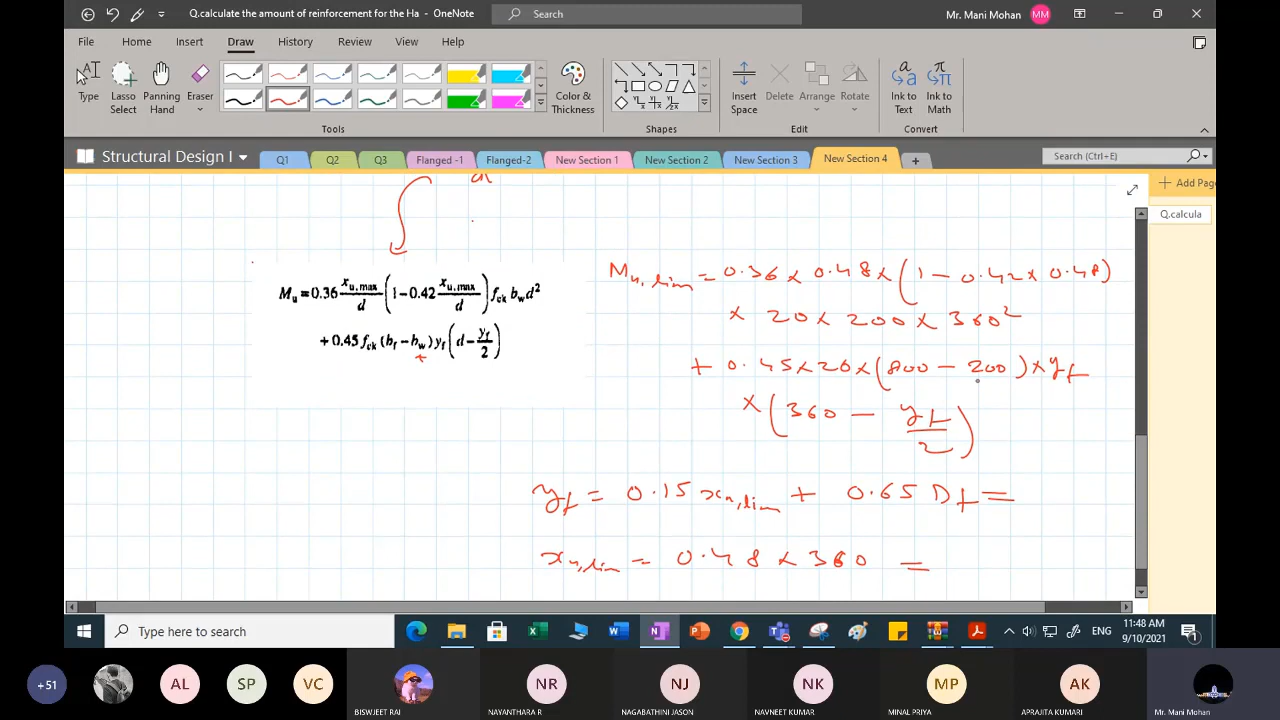 Q.calculate the amount of reinforcement for the Ha - OneNote
Search
Mr. Mani Mohan
MM
File Home Insert Draw History Review View Help
Type
Lasso Select
Panning Hand
Eraser
Color & Thickness
Insert Space
Delete
Arrange
Rotate
Ink to Text
Ink to Math
Tools
Shapes
Edit
Convert
Structural Design I
Q1 Q2 Q3 Flanged -1 Flanged-2 New Section 1 New Section 2 New Section 3 New Section 4 +
Search (Ctrl+E)
Add Page
Q.calcula
Mu = 0.36 xu,max/d (1-0.42 xu,max/d) fck bw d²
+ 0.45 fck (bf - bw) yf (d - yf/2)
Mu,lim = 0.36 × 0.48 × (1 - 0.42 × 0.48)
× 20 × 200 × 360²
+ 0.45 × 20 × (800 - 200) × yf
× (360 - yf/2)
yf = 0.15 xu,lim + 0.65 Df =
xu,lim = 0.48 × 360 =
Type here to search
ENG
11:48 AM
9/10/2021
1
+51
AL
SP
VC
BISWJEET RAI
NR
NAYANTHARA R
NJ
NAGABATHINI JASON
NK
NAVNEET KUMAR
MP
MINAL PRIYA
AK
APRAJITA KUMARI
Mr. Mani Mohan